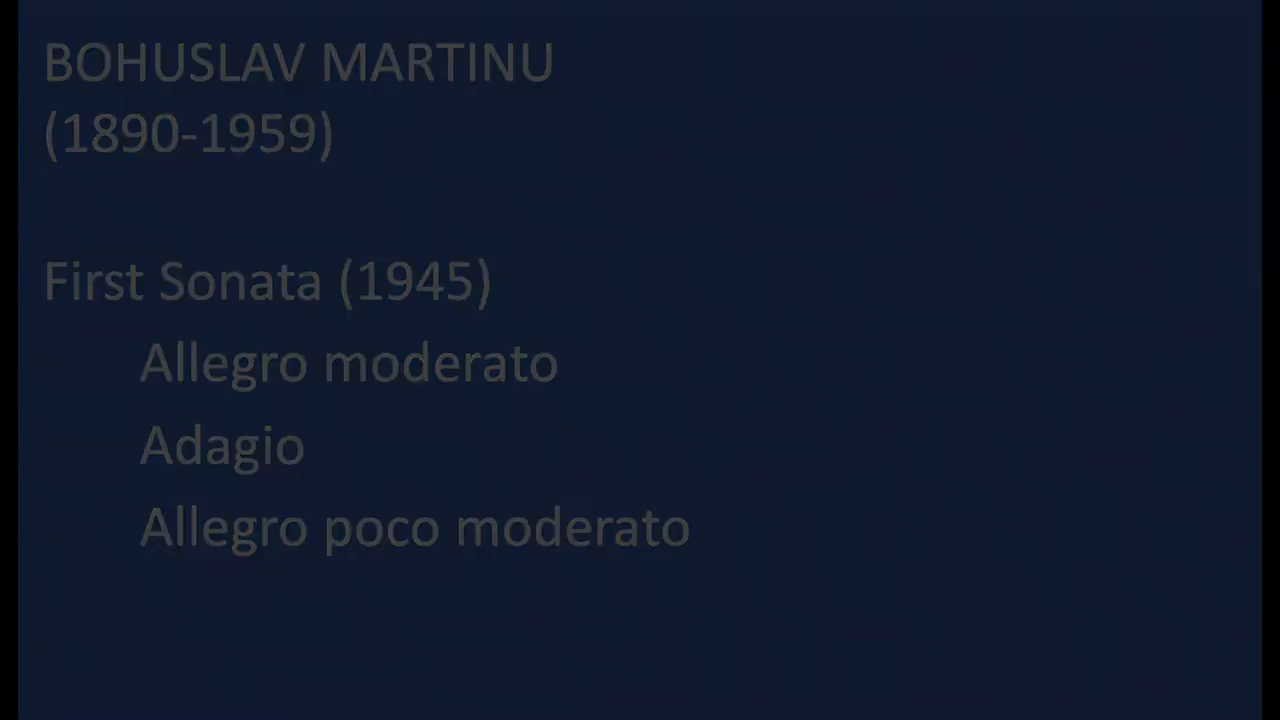 BOHUSLAV MARTINU
(1890-1959)
First Sonata (1945)
Allegro moderato
Adagio
Allegro poco moderato